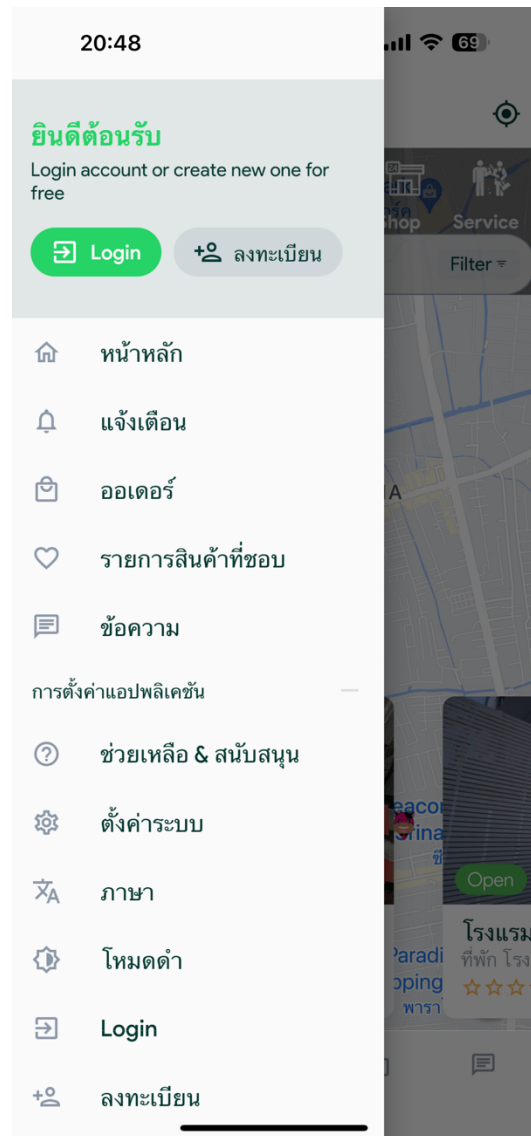 20:48
69
ยินดีต้อนรับ
Login account or create new one for
free
Login
ลงทะเบียน
Shop
Service
Filter
หน้าหลัก
แจ้งเตือน
ออเดอร์
A
รายการสินค้าที่ชอบ
ข้อความ
การตั้งค่าแอปพลิเคชัน
ช่วยเหลือ & สนับสนุน
ตั้งค่าระบบ
ภาษา
Open
โหมดดำ
โรงแรม
ที่พัก โรง
Login
ลงทะเบียน